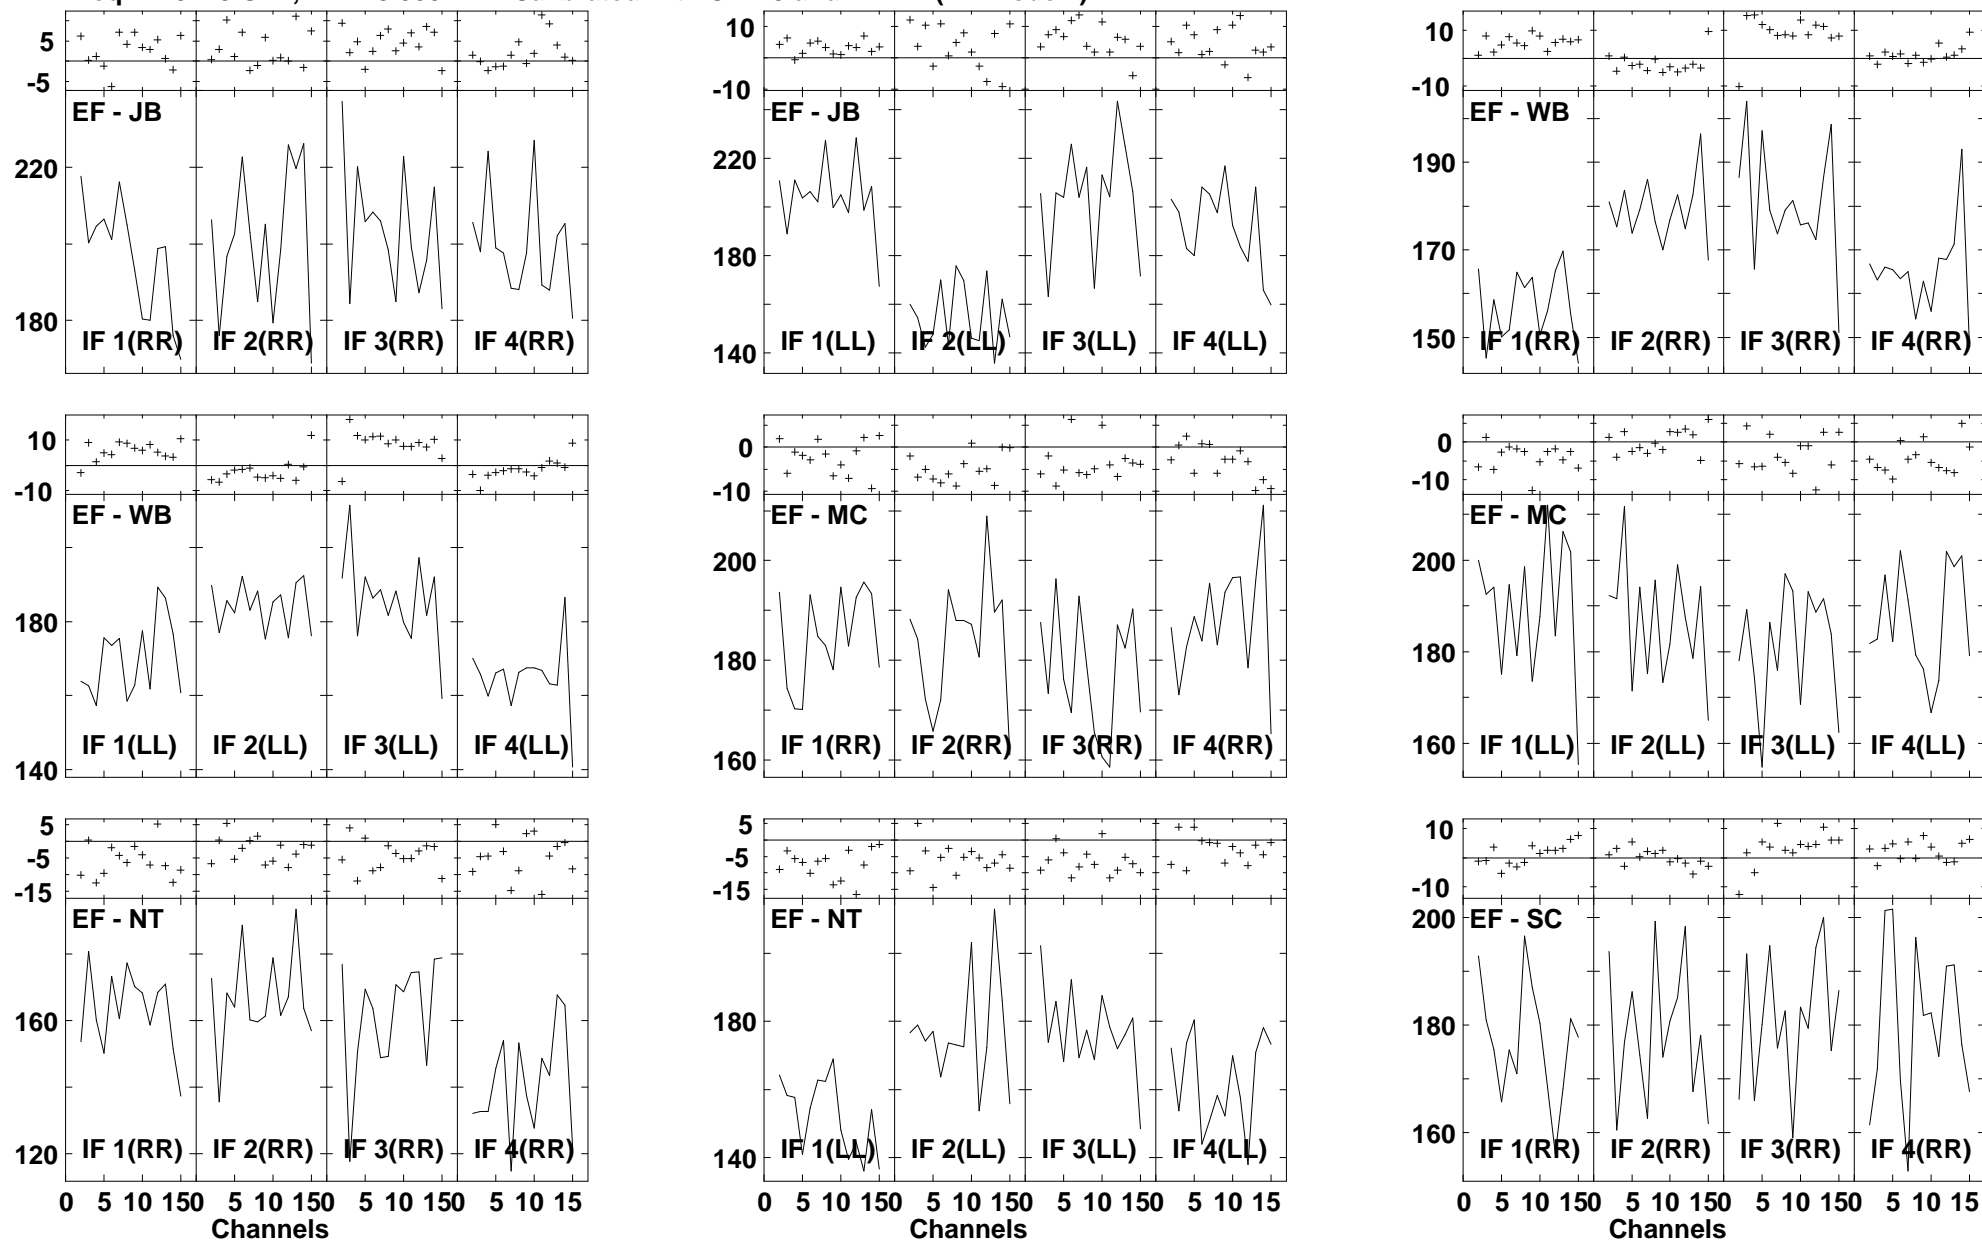 10 10
5 10
-5 -10 -10
EF - JB EF - JB EF - WB
220 220 190
180 180 170
140 150
IF 1(RR) IF 2(RR) IF 3(RR) IF 4(RR) IF 1(LL) IF 2(LL) IF 3(LL) IF 4(LL) IF 1(RR) IF 2(RR) IF 3(RR) IF 4(RR)
10 0 0
-10 -10 -10
EF - WB EF - MC EF - MC
180 200 200
180 180
140 160 160
IF 1(LL) IF 2(LL) IF 3(LL) IF 4(LL) IF 1(RR) IF 2(RR) IF 3(RR) IF 4(RR) IF 1(LL) IF 2(LL) IF 3(LL) IF 4(LL)
5 5 10
-5 -5 -10
-15 -15
EF - NT EF - NT EF - SC
160 180 200
120 140 180
160
IF 1(RR) IF 2(RR) IF 3(RR) IF 4(RR) IF 1(LL) IF 2(LL) IF 3(LL) IF 4(LL) IF 1(RR) IF 2(RR) IF 3(RR) IF 4(RR)
0 5 10 150 5 10 150 5 10 150 5 10 15 0 5 10 150 5 10 150 5 10 150 5 10 15 0 5 10 150 5 10 150 5 10 150 5 10 15
Channels Channels Channels